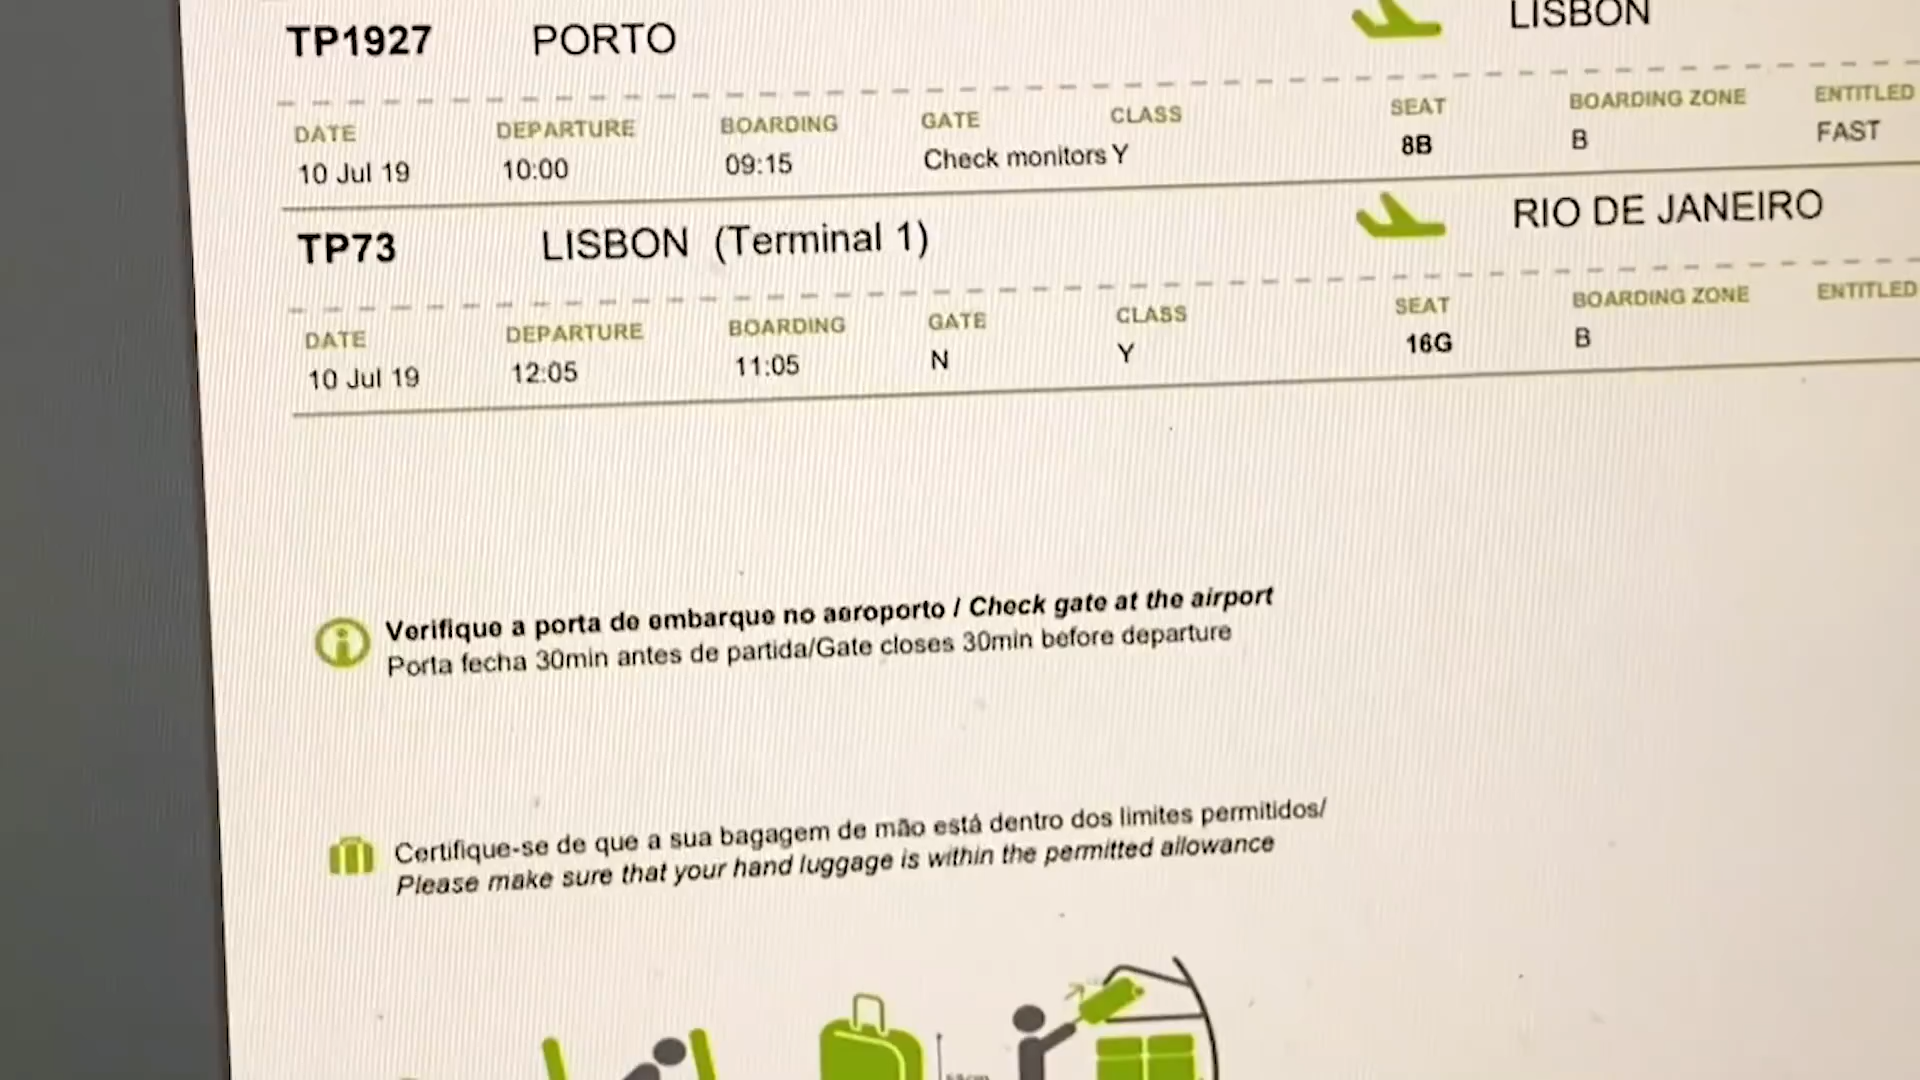 TP1927 PORTO LISBON
DATE DEPARTURE BOARDING GATE CLASS SEAT BOARDING ZONE ENTITLED
10 Jul 19 10:00 09:15 Check monitors Y 8B B FAST
TP73 LISBON (Terminal 1) RIO DE JANEIRO
DATE DEPARTURE BOARDING GATE CLASS SEAT BOARDING ZONE ENTITLED
10 Jul 19 12:05 11:05 N Y 16G B
Verifique a porta de embarque no aeroporto / Check gate at the airport
Porta fecha 30min antes de partida/Gate closes 30min before departure
Certifique-se de que a sua bagagem de mão está dentro dos limites permitidos/
Please make sure that your hand luggage is within the permitted allowance